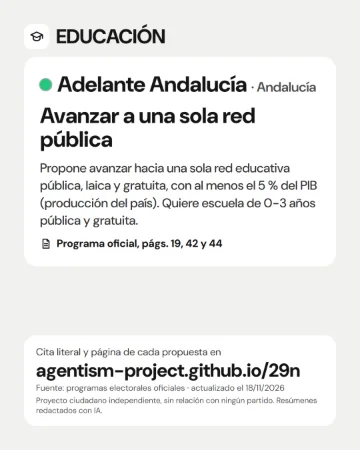 EDUCACIÓN
Adelante Andalucía · Andalucía
Avanzar a una sola red
pública
Propone avanzar hacia una sola red educativa
pública, laica y gratuita, con al menos el 5 % del PIB
(producción del país). Quiere escuela de 0-3 años
pública y gratuita.
Programa oficial, págs. 19, 42 y 44
Cita literal y página de cada propuesta en
agentism-project.github.io/29n
Fuente: programas electorales oficiales · actualizado el 18/11/2026
Proyecto ciudadano independiente, sin relación con ningún partido. Resúmenes
redactados con IA.